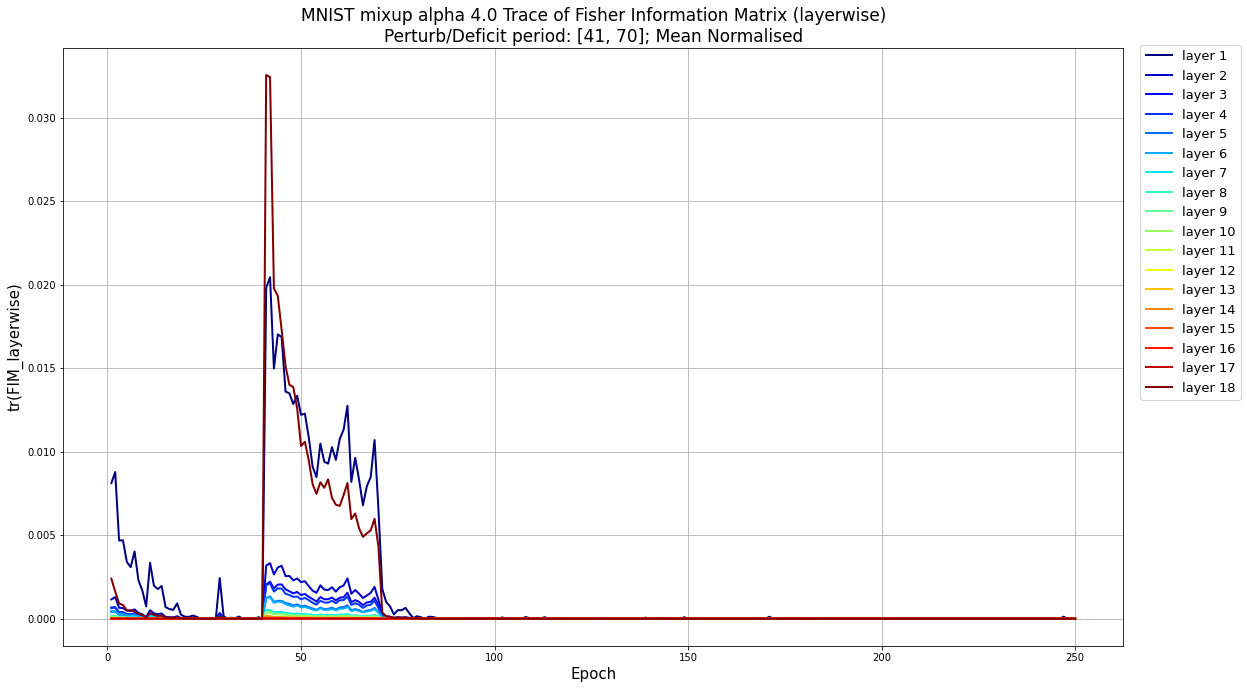 MNIST mixup alpha 4.0 Trace of Fisher Information Matrix (layerwise)
Perturb/Deficit period: [41, 70]; Mean Normalised
tr(FIM_layerwise)
0.030
0.025
0.020
0.015
0.010
0.005
0.000
0
50
100
150
200
250
Epoch
layer 1
layer 2
layer 3
layer 4
layer 5
layer 6
layer 7
layer 8
layer 9
layer 10
layer 11
layer 12
layer 13
layer 14
layer 15
layer 16
layer 17
layer 18